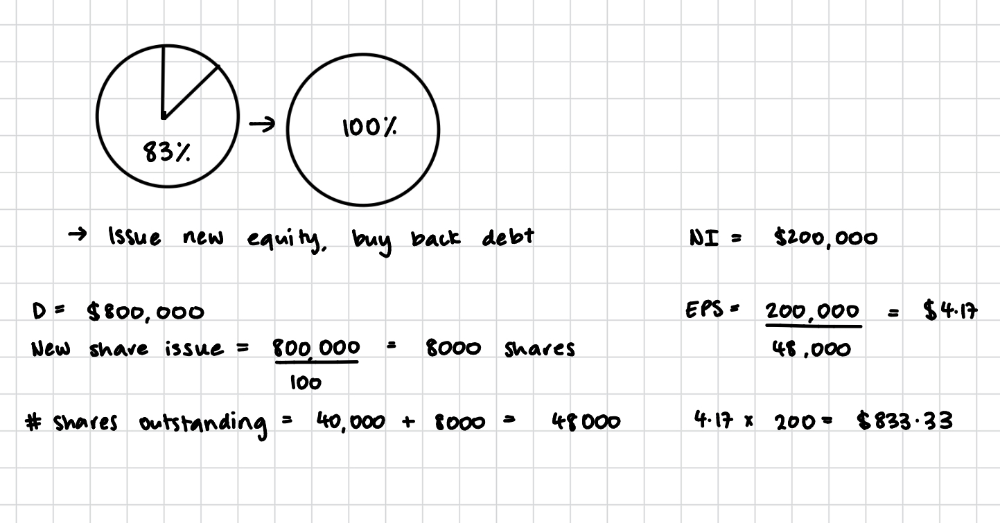 83% → 100%
→ Issue new equity, buy back debt
NI = $200,000
D = $800,000
EPS = 200,000 / 48,000 = $4.17
New share issue = 800,000 / 100 = 8000 shares
# shares outstanding = 40,000 + 8000 = 48000
4.17 x 200 = $833.33